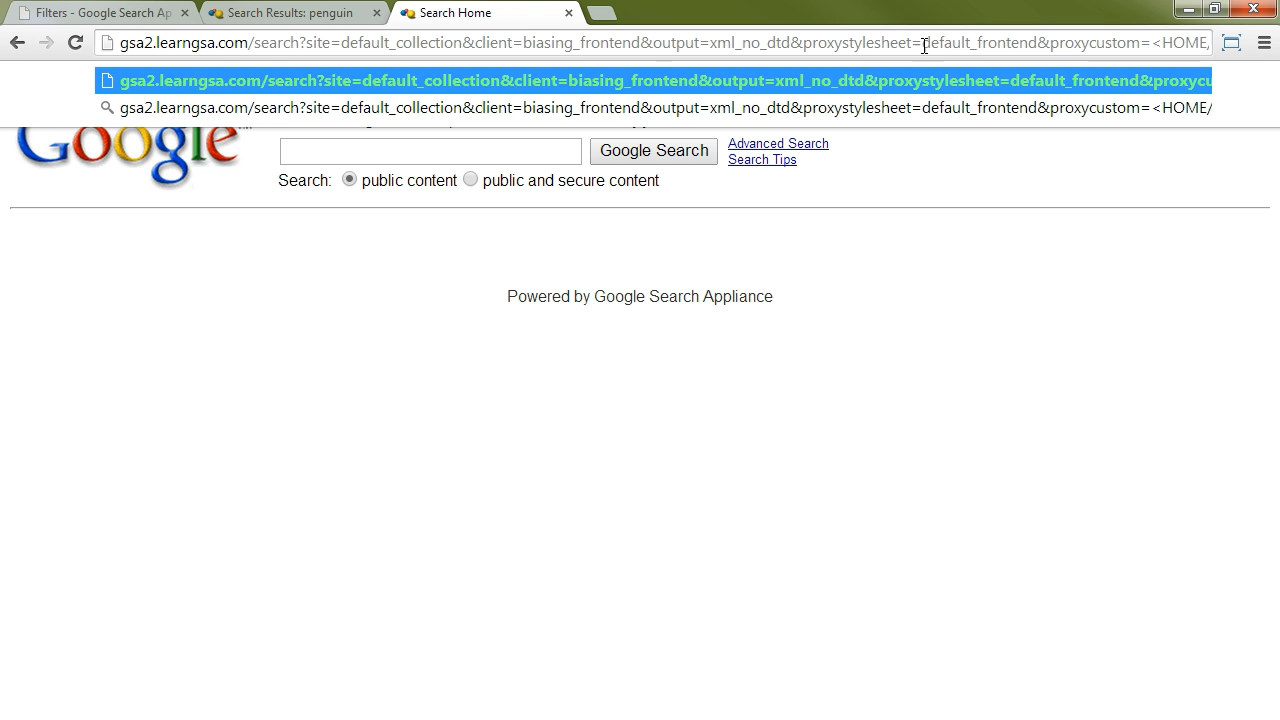 Filters - Google Search Ap
Search Results: penguin
Search Home
gsa2.learngsa.com/search?site=default_collection&client=biasing_frontend&output=xml_no_dtd&proxystylesheet=default_frontend&proxycustom=<HOME/
gsa2.learngsa.com/search?site=default_collection&client=biasing_frontend&output=xml_no_dtd&proxystylesheet=default_frontend&proxycu
gsa2.learngsa.com/search?site=default_collection&client=biasing_frontend&output=xml_no_dtd&proxystylesheet=default_frontend&proxycustom=<HOME/
Google
Google Search
Advanced Search
Search Tips
Search: public content public and secure content
Powered by Google Search Appliance